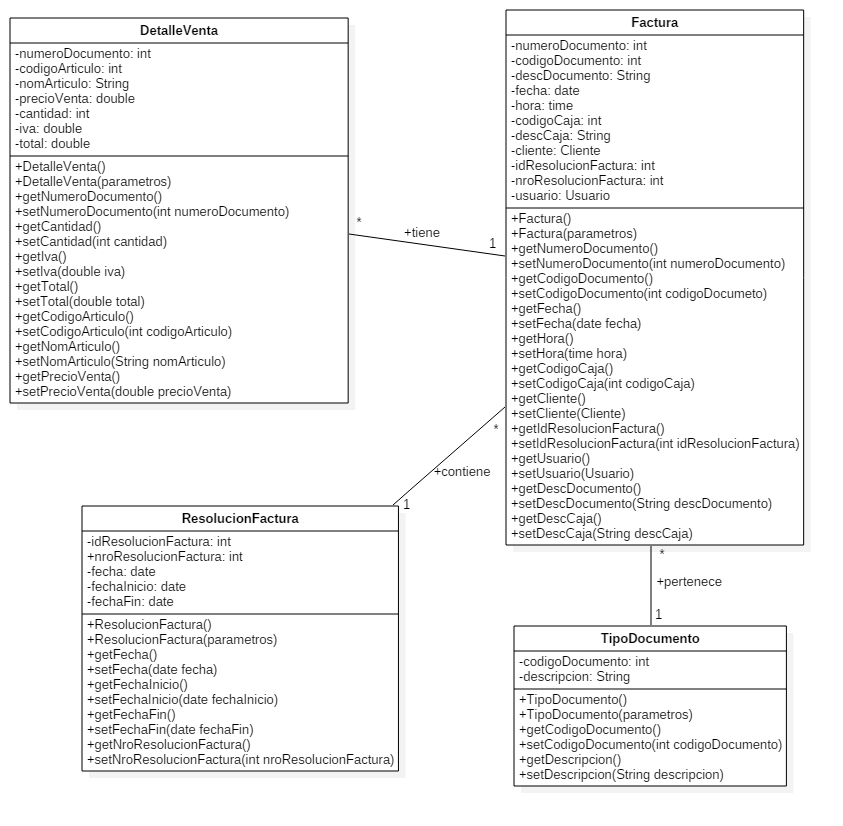 DetalleVenta
-numeroDocumento: int
-codigoArticulo: int
-nomArticulo: String
-precioVenta: double
-cantidad: int
-iva: double
-total: double
+DetalleVenta()
+DetalleVenta(parametros)
+getNumeroDocumento()
+setNumeroDocumento(int numeroDocumento)
+getCantidad()
+setCantidad(int cantidad)
+getIva()
+setIva(double iva)
+getTotal()
+setTotal(double total)
+getCodigoArticulo()
+setCodigoArticulo(int codigoArticulo)
+getNomArticulo()
+setNomArticulo(String nomArticulo)
+getPrecioVenta()
+setPrecioVenta(double precioVenta)
*
+tiene
1
Factura
-numeroDocumento: int
-codigoDocumento: int
-descDocumento: String
-fecha: date
-hora: time
-codigoCaja: int
-descCaja: String
-cliente: Cliente
-idResolucionFactura: int
-nroResolucionFactura: int
-usuario: Usuario
+Factura()
+Factura(parametros)
+getNumeroDocumento()
+setNumeroDocumento(int numeroDocumento)
+getCodigoDocumento()
+setCodigoDocumento(int codigoDocumeto)
+getFecha()
+setFecha(date fecha)
+getHora()
+setHora(time hora)
+getCodigoCaja()
+setCodigoCaja(int codigoCaja)
+getCliente()
+setCliente(Cliente)
+getIdResolucionFactura()
+setIdResolucionFactura(int idResolucionFactura)
+getUsuario()
+setUsuario(Usuario)
+getDescDocumento()
+setDescDocumento(String descDocumento)
+getDescCaja()
+setDescCaja(String descCaja)
*
+contiene
1
ResolucionFactura
-idResolucionFactura: int
+nroResolucionFactura: int
-fecha: date
-fechaInicio: date
-fechaFin: date
+ResolucionFactura()
+ResolucionFactura(parametros)
+getFecha()
+setFecha(date fecha)
+getFechaInicio()
+setFechaInicio(date fechaInicio)
+getFechaFin()
+setFechaFin(date fechaFin)
+getNroResolucionFactura()
+setNroResolucionFactura(int nroResolucionFactura)
*
+pertenece
1
TipoDocumento
-codigoDocumento: int
-descripcion: String
+TipoDocumento()
+TipoDocumento(parametros)
+getCodigoDocumento()
+setCodigoDocumento(int codigoDocumento)
+getDescripcion()
+setDescripcion(String descripcion)